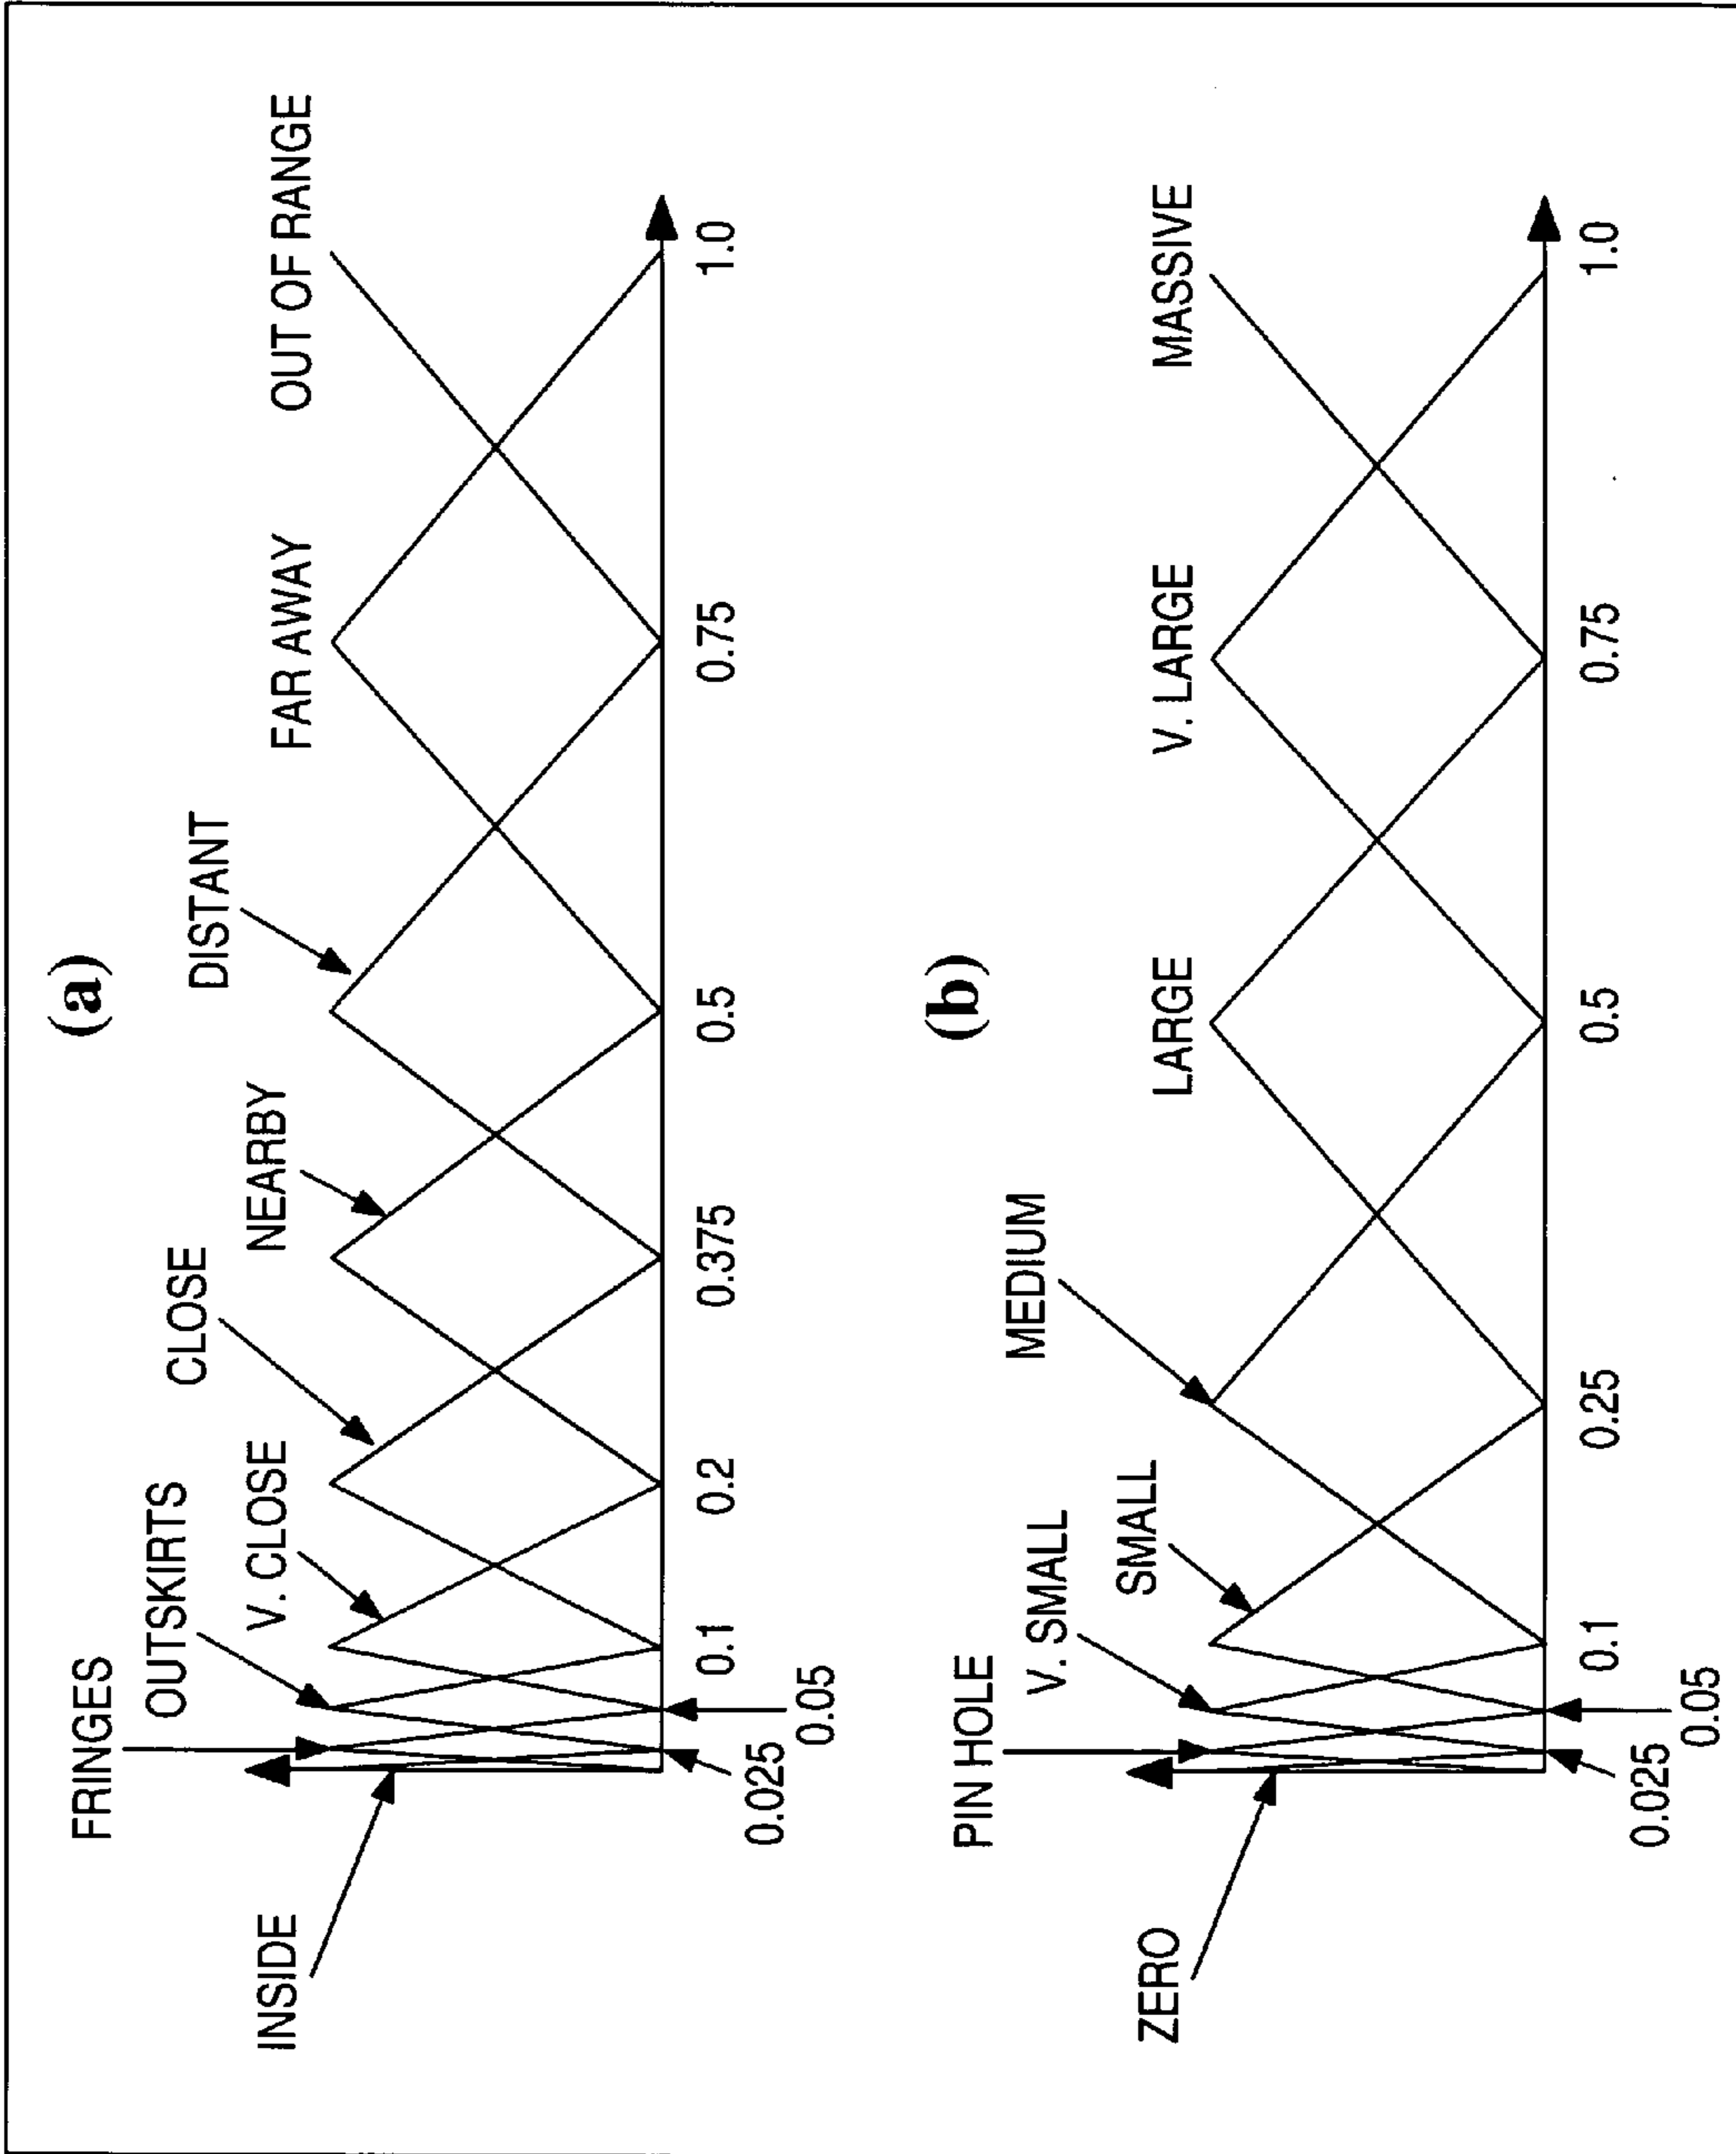 (a)
FRINGES
OUTSKIRTS
CLOSE
DISTANT
INSIDE
V. CLOSE
NEARBY
FAR AWAY
OUT OF RANGE
0.025
0.05
0.1
0.2
0.375
0.5
0.75
1.0
(b)
PIN HOLE
V. SMALL
MEDIUM
ZERO
SMALL
LARGE
V. LARGE
MASSIVE
0.025
0.05
0.1
0.25
0.5
0.75
1.0